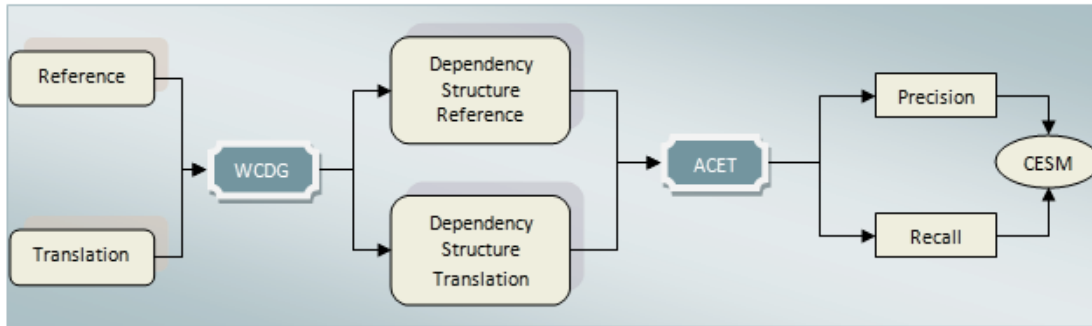 Reference
Translation
WCDG
Dependency
Structure
Reference
Dependency
Structure
Translation
ACET
Precision
Recall
CESM